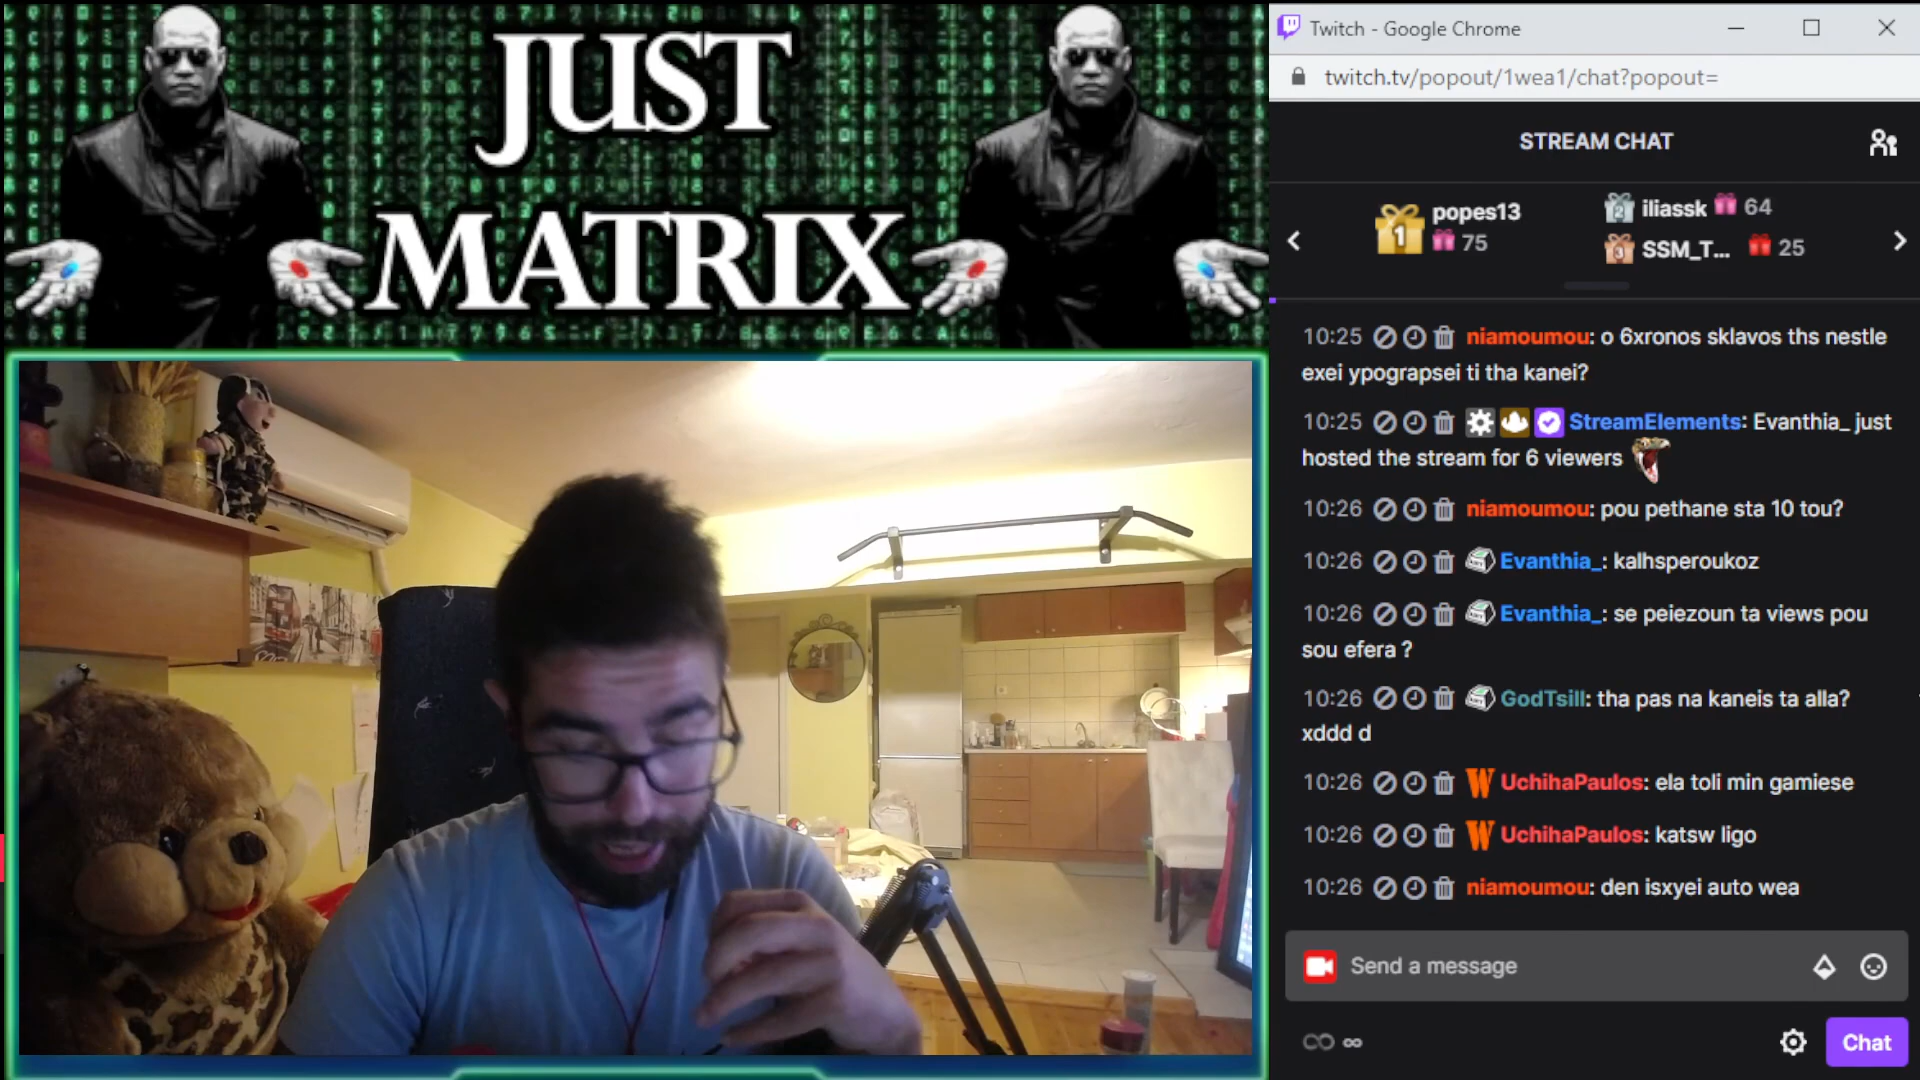 JUST
MATRIX
Twitch - Google Chrome
twitch.tv/popout/1wea1/chat?popout=
STREAM CHAT
1 popes13
75
2 iliassk 64
3 SSM_T... 25
10:25 niamoumou: o 6xronos sklavos ths nestle
exei ypograpsei ti tha kanei?
10:25 StreamElements: Evanthia_ just
hosted the stream for 6 viewers
10:26 niamoumou: pou pethane sta 10 tou?
10:26 Evanthia_: kalhsperoukoz
10:26 Evanthia_: se peiezoun ta views pou
sou efera ?
10:26 GodTsill: tha pas na kaneis ta alla?
xddd d
10:26 W UchihaPaulos: ela toli min gamiese
10:26 W UchihaPaulos: katsw ligo
10:26 niamoumou: den isxyei auto wea
Send a message
∞
Chat